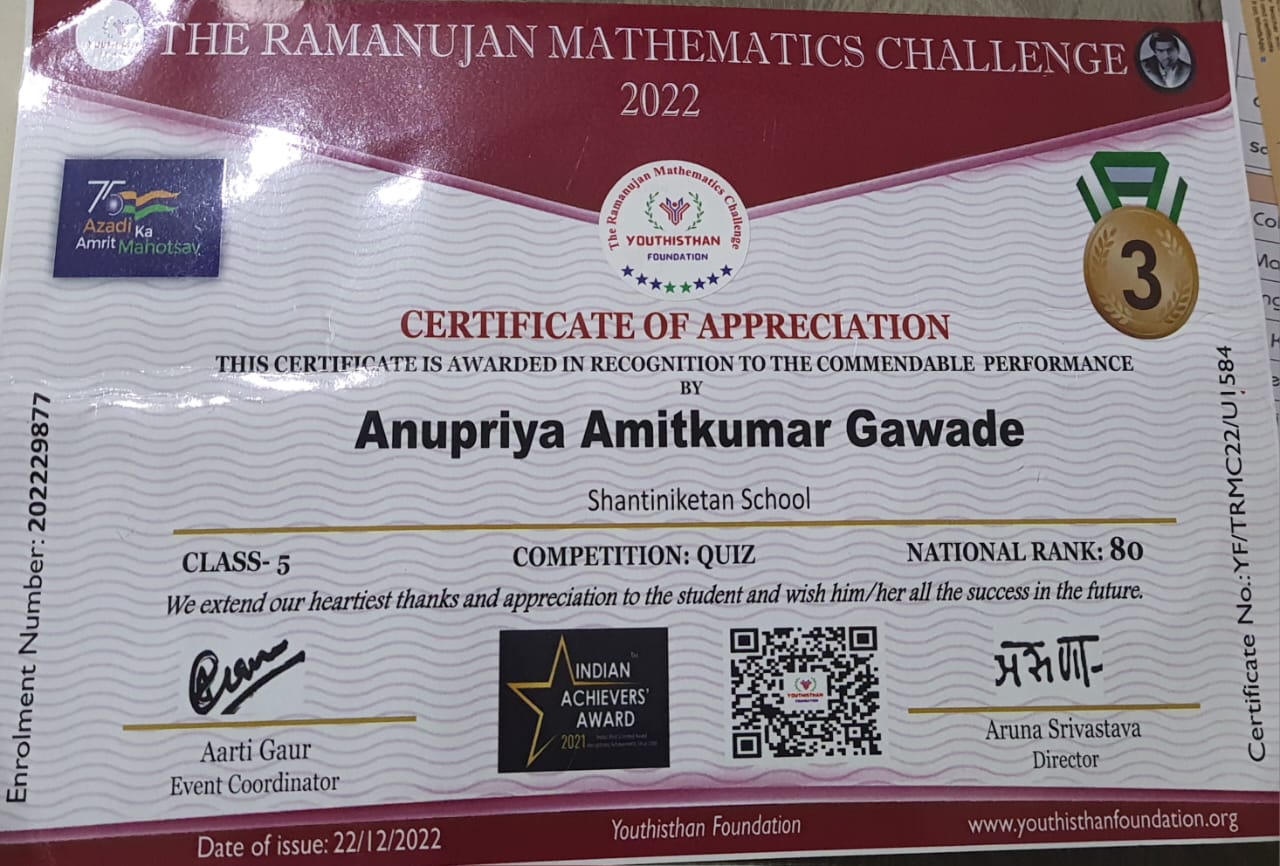 THE RAMANUJAN MATHEMATICS CHALLENGE
2022
75
Azadi Ka
Amrit Mahotsav
The Ramanujan Mathematics Challenge
YOUTHISTHAN
FOUNDATION
3
CERTIFICATE OF APPRECIATION
THIS CERTIFICATE IS AWARDED IN RECOGNITION TO THE COMMENDABLE PERFORMANCE
BY
Anupriya Amitkumar Gawade
Shantiniketan School
CLASS- 5 COMPETITION: QUIZ NATIONAL RANK: 80
We extend our heartiest thanks and appreciation to the student and wish him/her all the success in the future.
Enrolment Number: 202229877
Certificate No.:YF/TRMC22/U1584
INDIAN
ACHIEVERS'
AWARD
2021
YOUTHISTHAN
FOUNDATION
अरुणा
Aarti Gaur
Event Coordinator
Aruna Srivastava
Director
Date of issue: 22/12/2022
Youthisthan Foundation
www.youthisthanfoundation.org